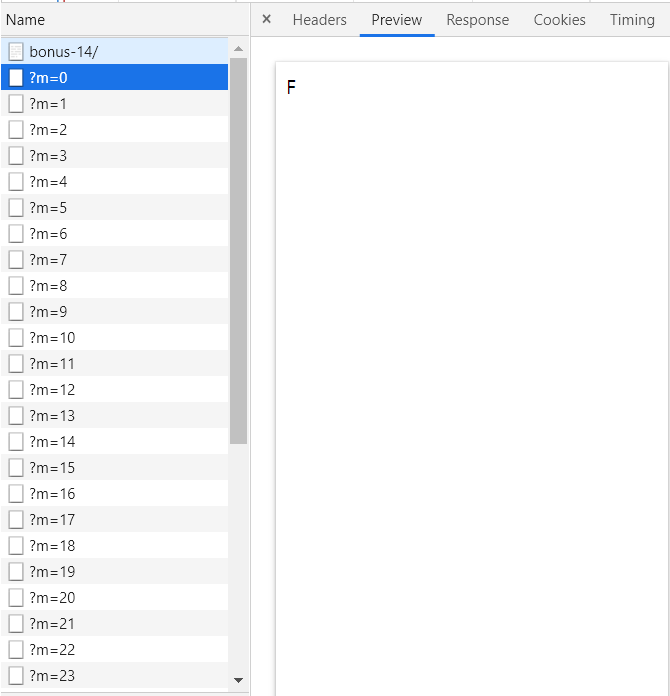 Name
× Headers Preview Response Cookies Timing
bonus-14/
?m=0
?m=1
?m=2
?m=3
?m=4
?m=5
?m=6
?m=7
?m=8
?m=9
?m=10
?m=11
?m=12
?m=13
?m=14
?m=15
?m=16
?m=17
?m=18
?m=19
?m=20
?m=21
?m=22
?m=23
F